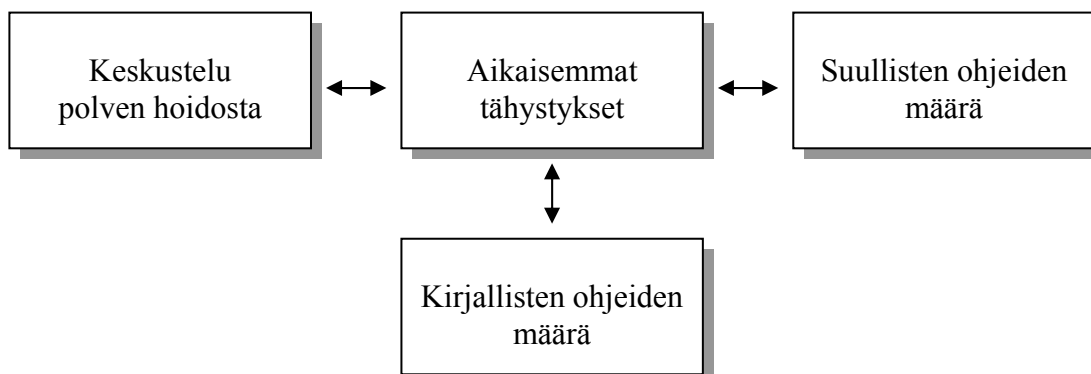 Keskustelu
polven hoidosta
Aikaisemmat
tähystykset
Suullisten ohjeiden
määrä
Kirjallisten ohjeiden
määrä